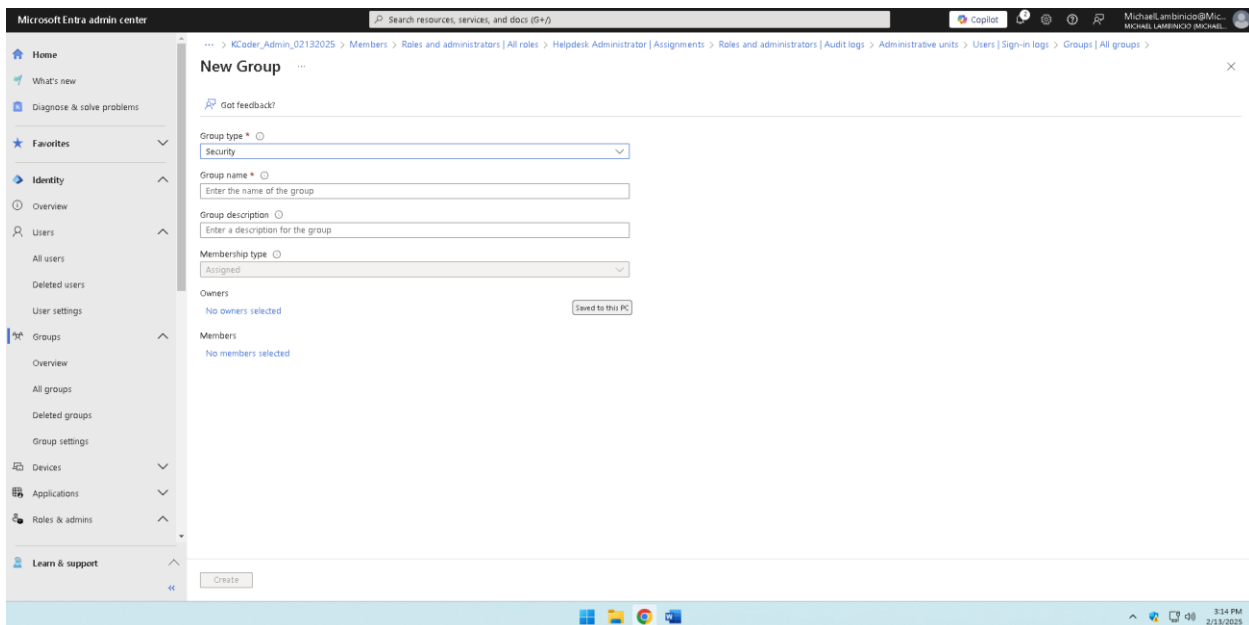 Microsoft Entra admin center
Search resources, services, and docs (G+/)
Copilot
2
MichaelLambinicio@Mic...
MICHAEL LAMBINICIO (MICHAEL...
Home
What's new
Diagnose & solve problems
Favorites
Identity
Overview
Users
All users
Deleted users
User settings
Groups
Overview
All groups
Deleted groups
Group settings
Devices
Applications
Roles & admins
Learn & support
«
··· > KCoder_Admin_02132025 > Members > Roles and administrators | All roles > Helpdesk Administrator | Assignments > Roles and administrators | Audit logs > Administrative units > Users | Sign-in logs > Groups | All groups >
New Group ···
Got feedback?
Group type *
Security
Group name *
Enter the name of the group
Group description
Enter a description for the group
Membership type
Assigned
Owners
No owners selected
Saved to this PC
Members
No members selected
Create
3:14 PM
2/13/2025